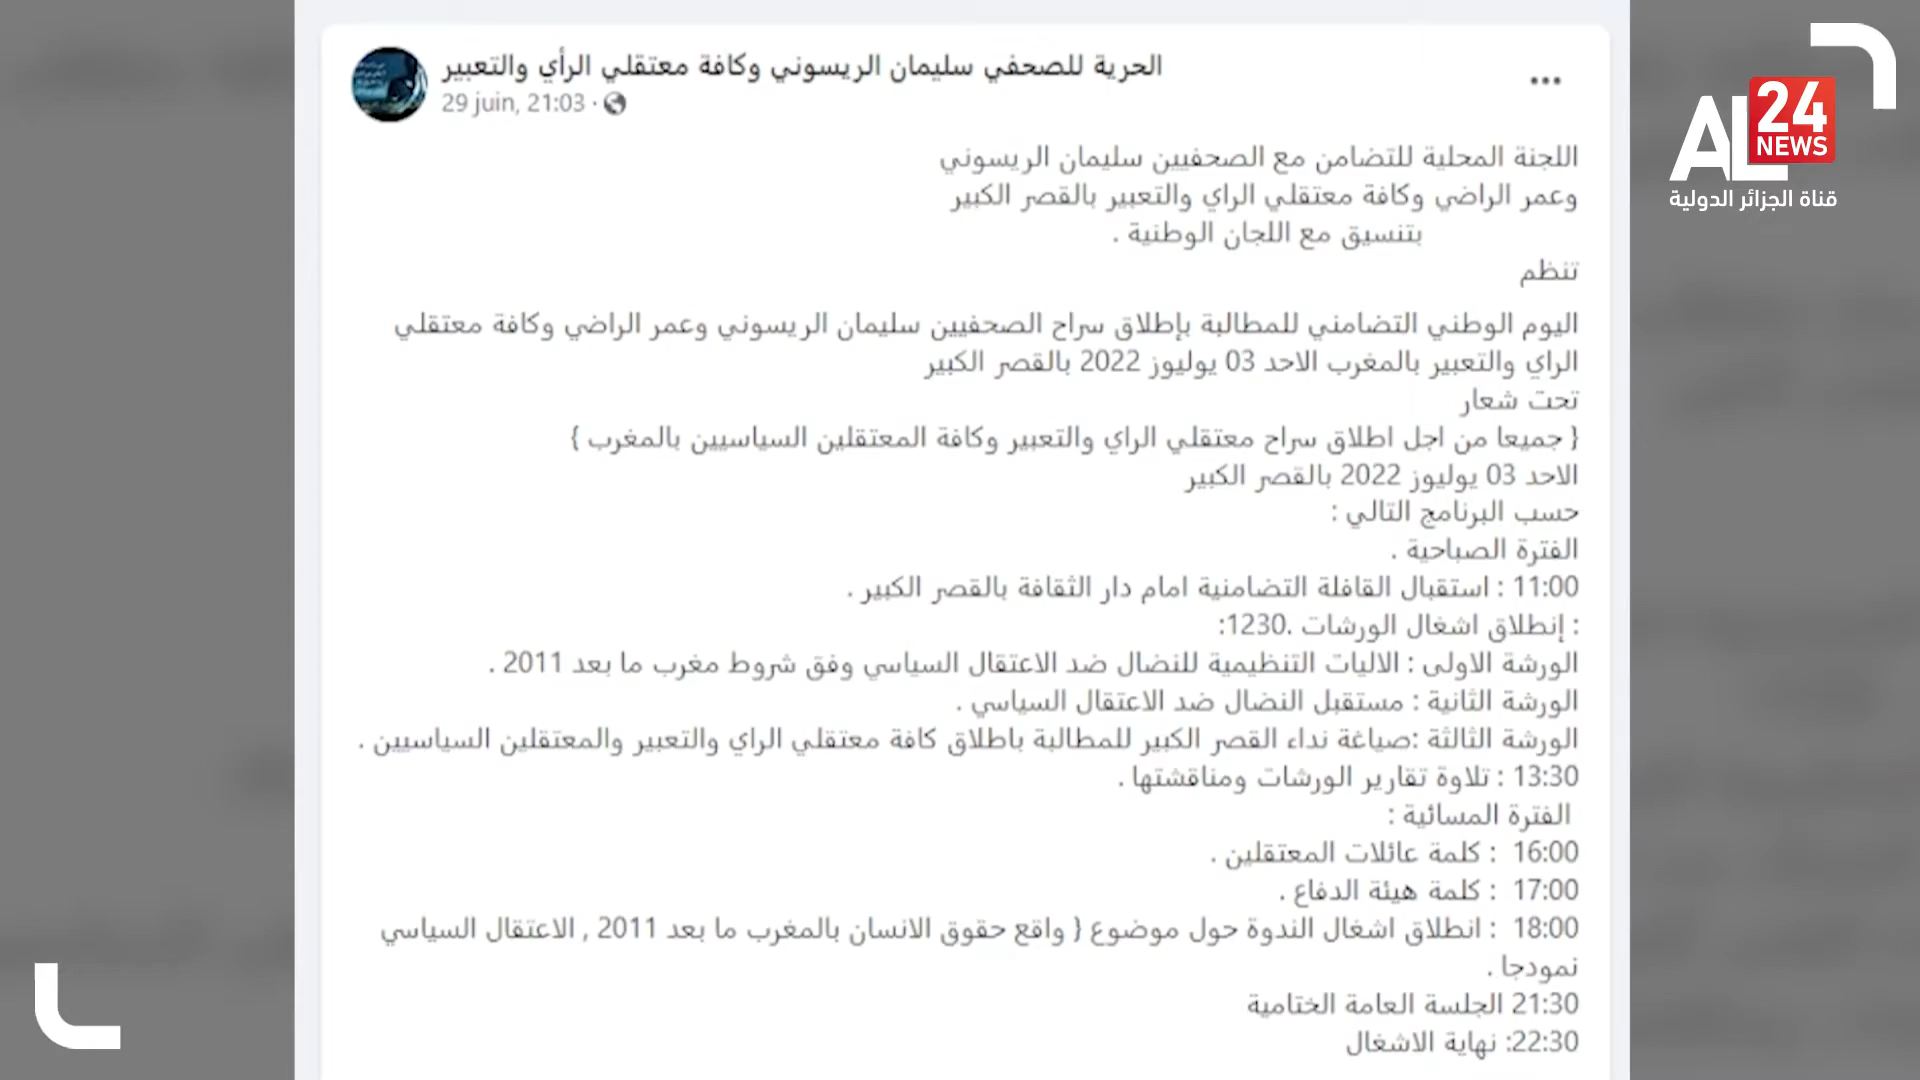 الحرية للصحفي سليمان الريسوني وكافة معتقلي الرأي والتعبير
29 juin, 21:03 ·
اللجنة المحلية للتضامن مع الصحفيين سليمان الريسوني
وعمر الراضي وكافة معتقلي الراي والتعبير بالقصر الكبير
بتنسيق مع اللجان الوطنية .
تنظم
اليوم الوطني التضامني للمطالبة بإطلاق سراح الصحفيين سليمان الريسوني وعمر الراضي وكافة معتقلي
الراي والتعبير بالمغرب الاحد 03 يوليوز 2022 بالقصر الكبير
تحت شعار
{ جميعا من اجل اطلاق سراح معتقلي الراي والتعبير وكافة المعتقلين السياسيين بالمغرب }
الاحد 03 يوليوز 2022 بالقصر الكبير
حسب البرنامج التالي :
الفترة الصباحية .
11:00 : استقبال القافلة التضامنية امام دار الثقافة بالقصر الكبير .
: إنطلاق اشغال الورشات .1230:
الورشة الاولى : الاليات التنظيمية للنضال ضد الاعتقال السياسي وفق شروط مغرب ما بعد 2011 .
الورشة الثانية : مستقبل النضال ضد الاعتقال السياسي .
الورشة الثالثة :صياغة نداء القصر الكبير للمطالبة باطلاق كافة معتقلي الراي والتعبير والمعتقلين السياسيين .
13:30 : تلاوة تقارير الورشات ومناقشتها .
الفترة المسائية :
16:00 : كلمة عائلات المعتقلين .
17:00 : كلمة هيئة الدفاع .
18:00 : انطلاق اشغال الندوة حول موضوع { واقع حقوق الانسان بالمغرب ما بعد 2011 , الاعتقال السياسي
نمودجا .
21:30 الجلسة العامة الختامية
22:30: نهاية الاشغال
AL 24 NEWS
قناة الجزائر الدولية